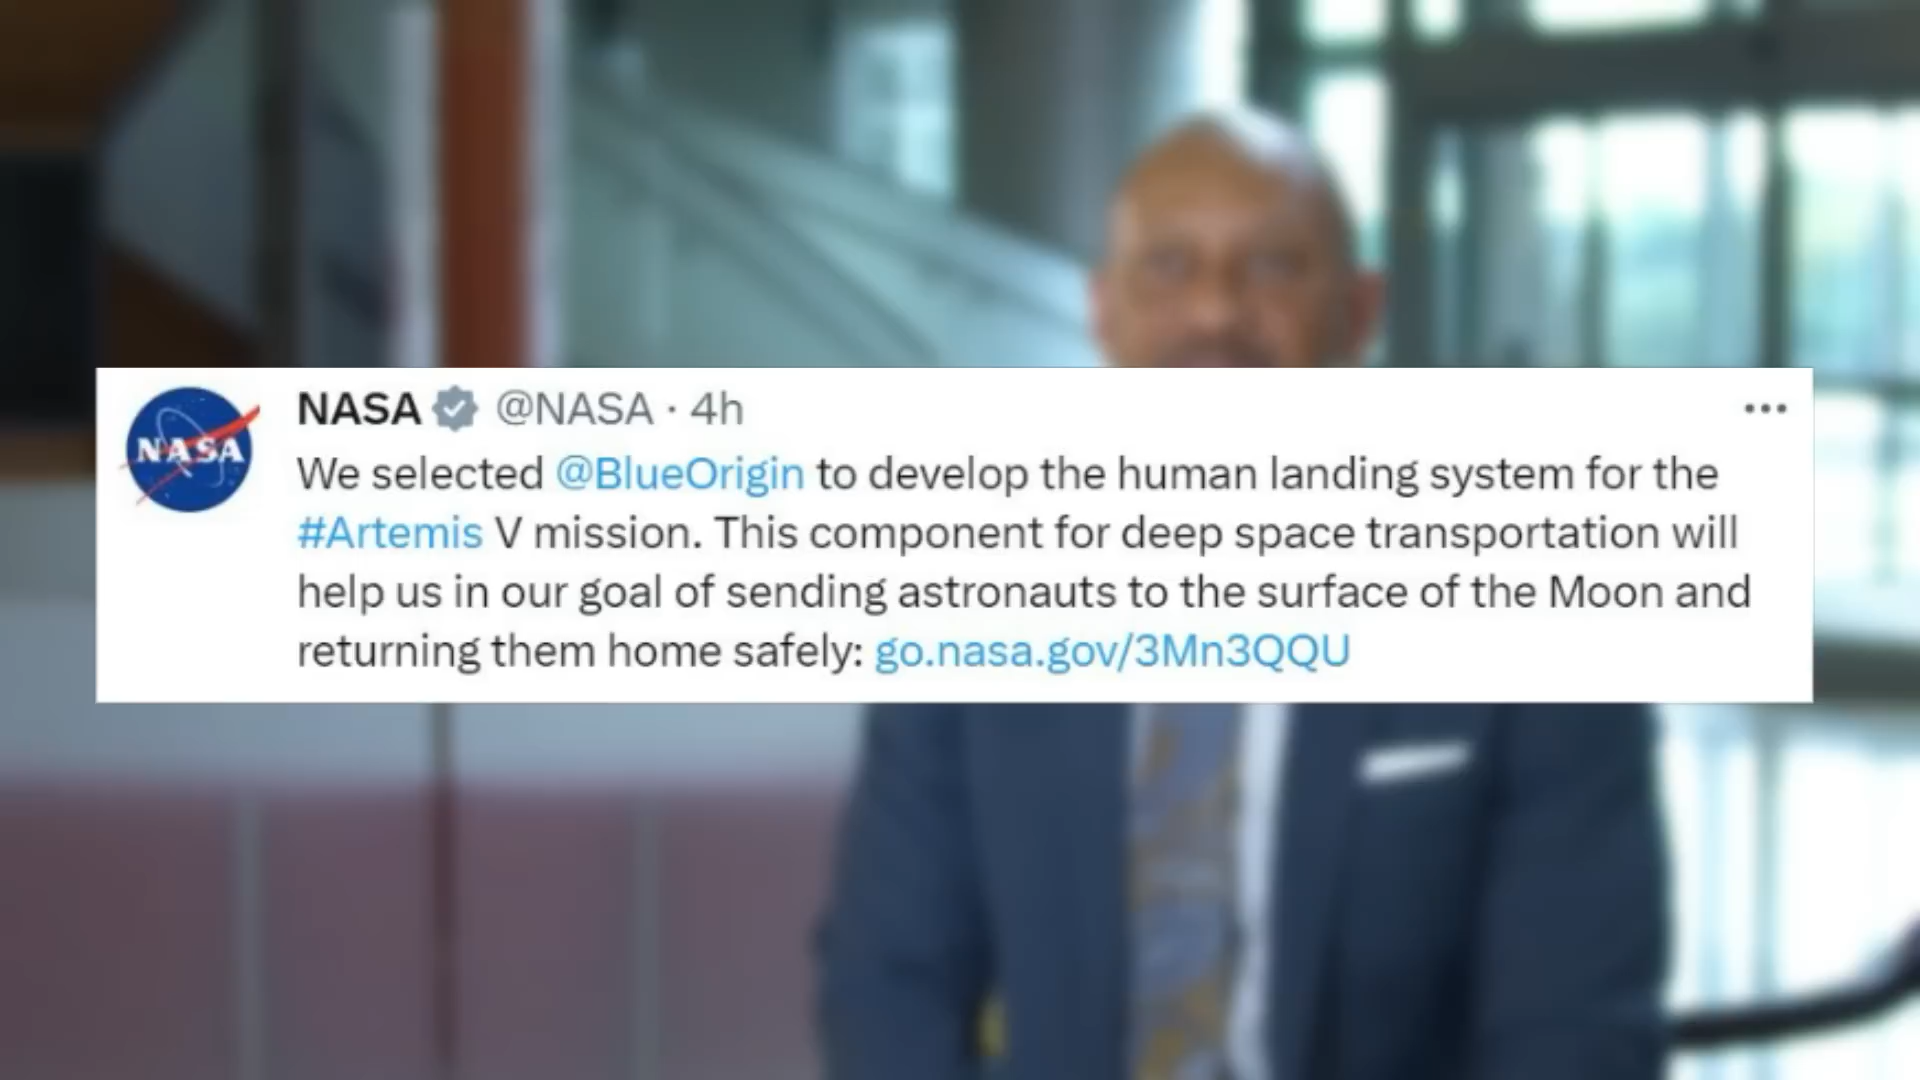 NASA
NASA @NASA · 4h
We selected @BlueOrigin to develop the human landing system for the
#Artemis V mission. This component for deep space transportation will
help us in our goal of sending astronauts to the surface of the Moon and
returning them home safely: go.nasa.gov/3Mn3QQU